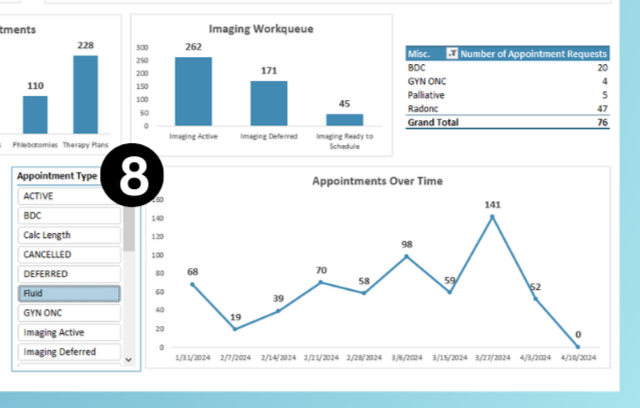 tments
228
110
Phlebotomies Therapy Plans
Imaging Workqueue
300
250
200
150
100
50
0
262
171
45
Imaging Active
Imaging Deferred
Imaging Ready to
Schedule
Misc. Number of Appointment Requests
BDC 20
GYN ONC 4
Palliative 5
Radonc 47
Grand Total 76
8
Appointment Type
ACTIVE
BDC
Calc Length
CANCELLED
DEFERRED
Fluid
GYN ONC
Imaging Active
Imaging Deferred
Appointments Over Time
160
140
120
100
80
60
40
20
0
68
19
39
70
58
98
59
141
52
0
1/31/2024 2/7/2024 2/14/2024 2/21/2024 2/28/2024 3/6/2024 3/15/2024 3/27/2024 4/3/2024 4/10/2024